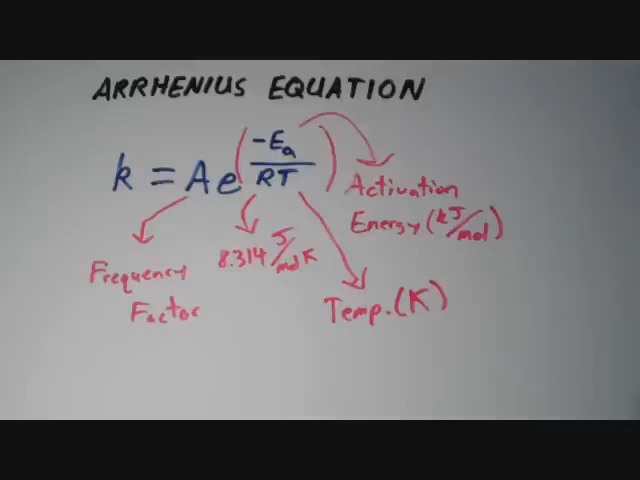 ARRHENIUS EQUATION
k = Ae^(-Ea/RT)
Activation
Energy (kJ/mol)
8.314 J/mol K
Frequency
Factor
Temp. (K)